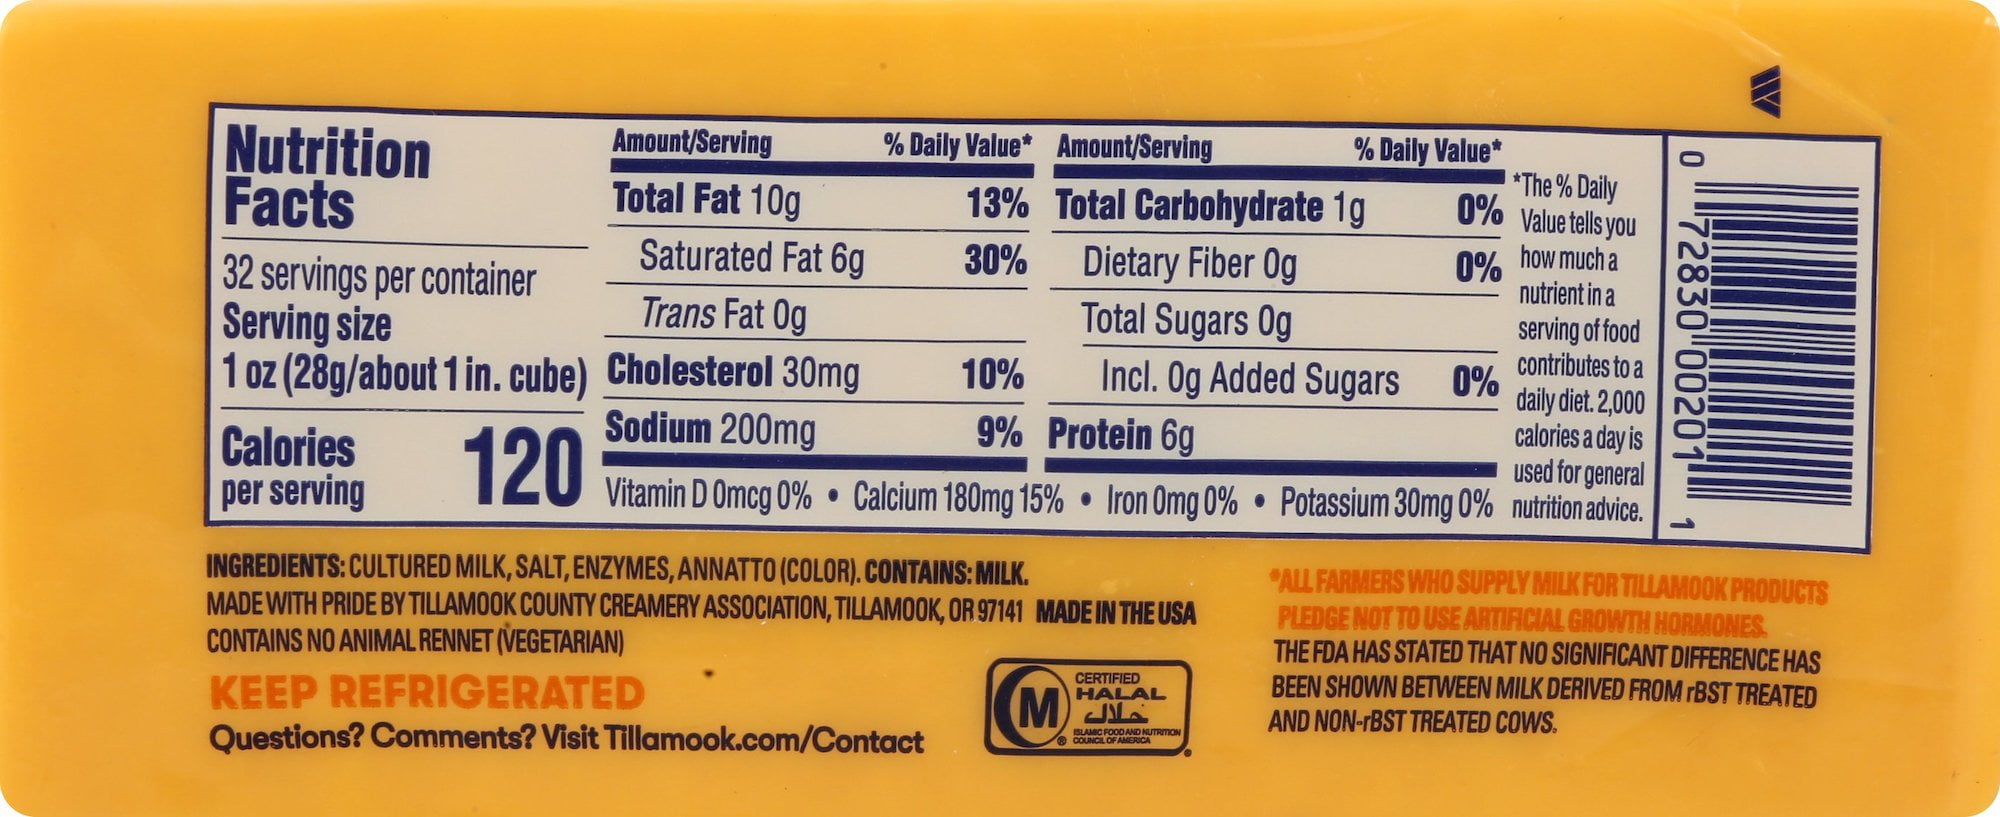 Nutrition
Facts
32 servings per container
Serving size
1 oz (28g/about 1 in. cube)
Calories
per serving
120
Amount/Serving % Daily Value*
Total Fat 10g 13%
Saturated Fat 6g 30%
Trans Fat 0g
Cholesterol 30mg 10%
Sodium 200mg 9%
Amount/Serving % Daily Value*
Total Carbohydrate 1g 0%
Dietary Fiber 0g 0%
Total Sugars 0g
Incl. 0g Added Sugars 0%
Protein 6g
Vitamin D 0mcg 0% • Calcium 180mg 15% • Iron 0mg 0% • Potassium 30mg 0%
*The % Daily
Value tells you
how much a
nutrient in a
serving of food
contributes to a
daily diet. 2,000
calories a day is
used for general
nutrition advice.
0 72830 00201 1
INGREDIENTS: CULTURED MILK, SALT, ENZYMES, ANNATTO (COLOR). CONTAINS: MILK.
MADE WITH PRIDE BY TILLAMOOK COUNTY CREAMERY ASSOCIATION, TILLAMOOK, OR 97141 MADE IN THE USA
CONTAINS NO ANIMAL RENNET (VEGETARIAN)
KEEP REFRIGERATED
Questions? Comments? Visit Tillamook.com/Contact
M
®
CERTIFIED
HALAL
حلال
ISLAMIC FOOD AND NUTRITION
COUNCIL OF AMERICA
®
*ALL FARMERS WHO SUPPLY MILK FOR TILLAMOOK PRODUCTS
PLEDGE NOT TO USE ARTIFICIAL GROWTH HORMONES.
THE FDA HAS STATED THAT NO SIGNIFICANT DIFFERENCE HAS
BEEN SHOWN BETWEEN MILK DERIVED FROM rBST TREATED
AND NON-rBST TREATED COWS.